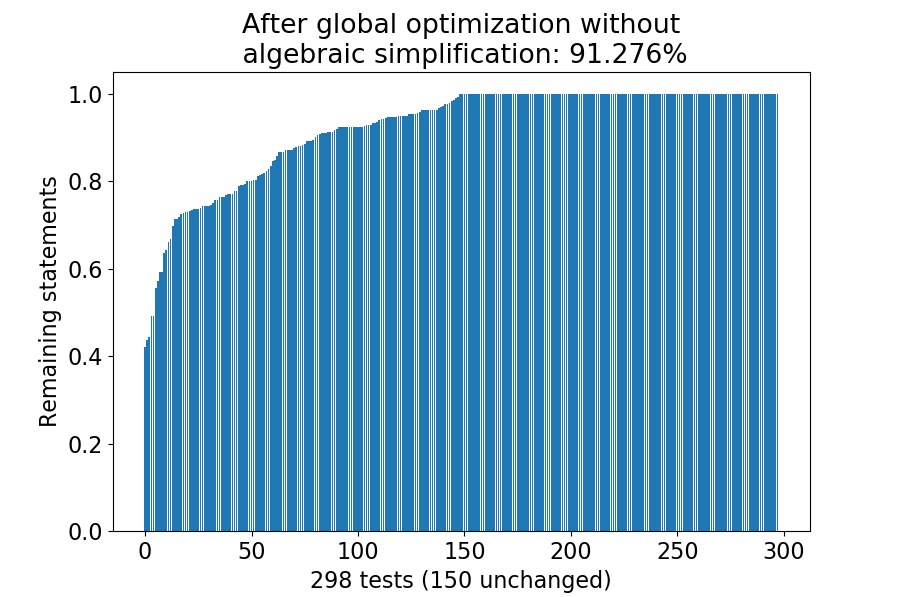 After global optimization without
algebraic simplification: 91.276%
1.0
0.8
0.6
0.4
0.2
0.0
Remaining statements
0 50 100 150 200 250 300
298 tests (150 unchanged)